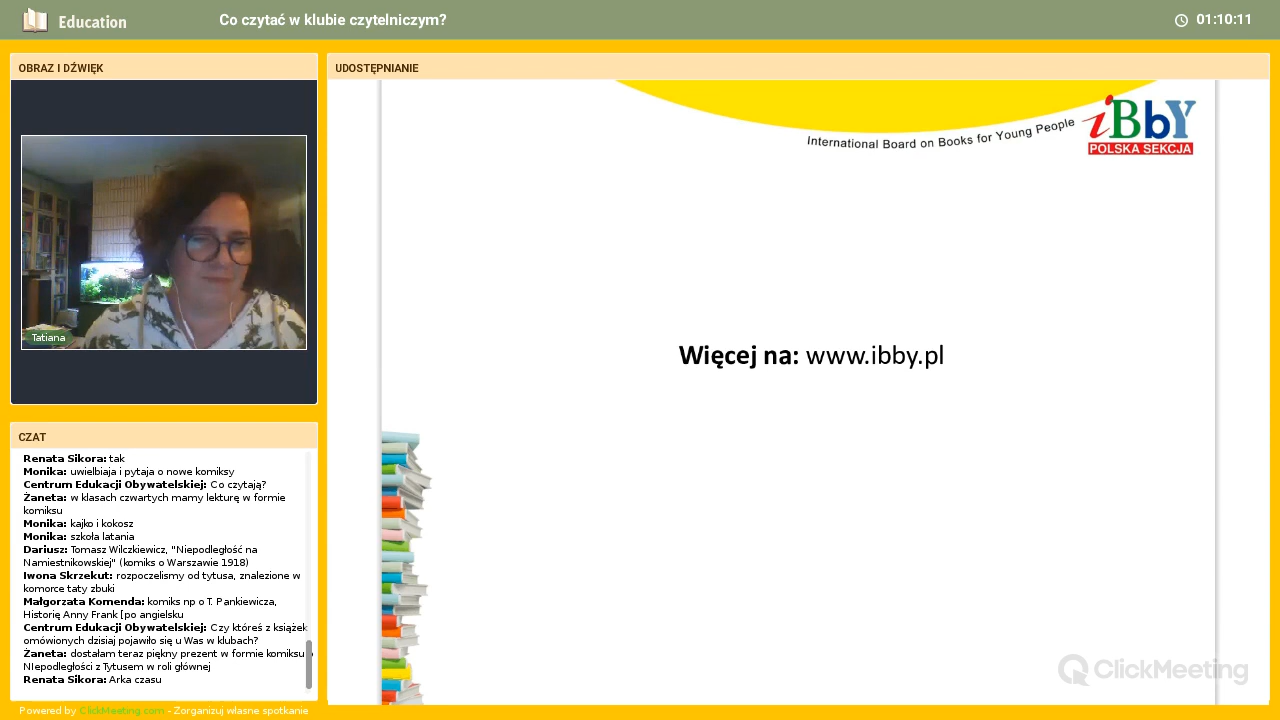 Education
Co czytać w klubie czytelniczym?
01:10:11
OBRAZ I DŹWIĘK
Tatiana
CZAT
Renata Sikora: tak
Monika: uwielbiaja i pytaja o nowe komiksy
Centrum Edukacji Obywatelskiej: Co czytają?
Żaneta: w klasach czwartych mamy lekturę w formie
komiksu
Monika: kajko i kokosz
Monika: szkoła latania
Dariusz: Tomasz Wilczkiewicz, "Niepodległość na
Namiestnikowskiej" (komiks o Warszawie 1918)
Iwona Skrzekut: rozpoczelismy od tytusa, znalezione w
komorce taty zbuki
Małgorzata Komenda: komiks np o T. Pankiewicza,
Historię Anny Frank [po angielsku
Centrum Edukacji Obywatelskiej: Czy któreś z książek
omówionych dzisiaj pojawiło się u Was w klubach?
Żaneta: dostałam teraz piękny prezent w formie komiksu o
NIepodległości z Tytusem w roli głównej
Renata Sikora: Arka czasu
Powered by ClickMeeting.com - Zorganizuj własne spotkanie
UDOSTĘPNIANIE
International Board on Books for Young People
iBbY
POLSKA SEKCJA
Więcej na: www.ibby.pl
ClickMeeting